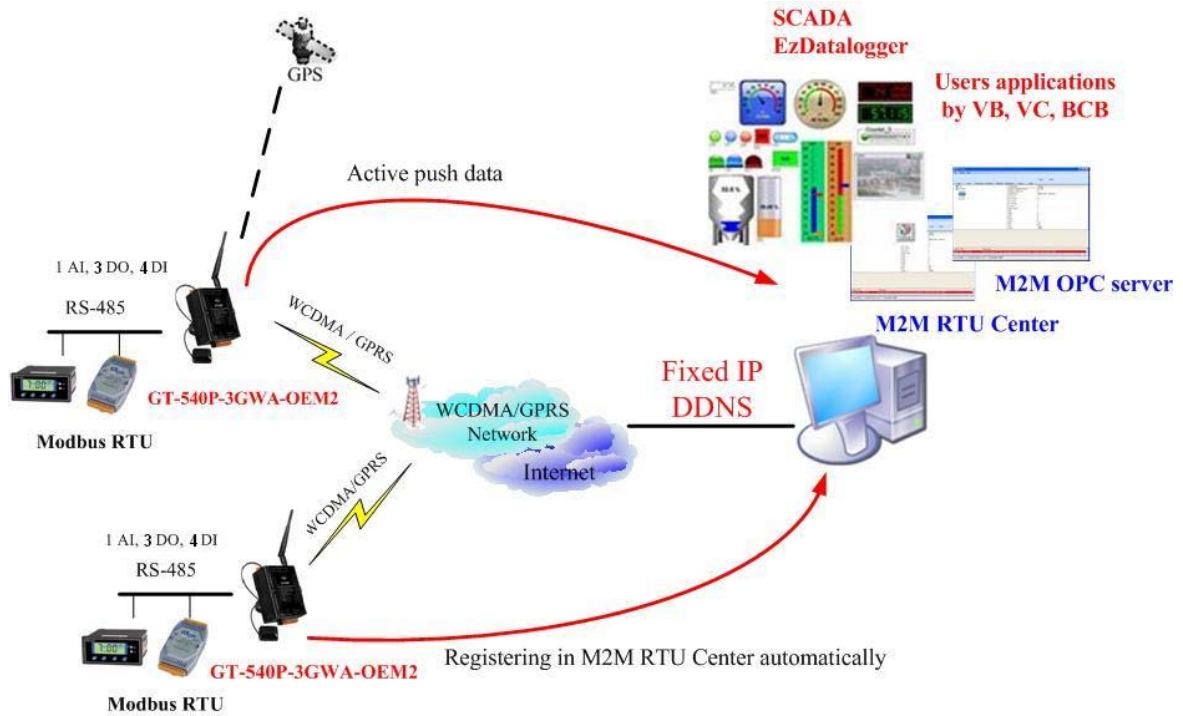 SCADA
EzDatalogger
GPS
Users applications
by VB, VC, BCB
Active push data
1 AI, 3 DO, 4 DI
RS-485
M2M OPC server
WCDMA / GPRS
M2M RTU Center
GT-540P-3GWA-OEM2
Fixed IP
DDNS
Modbus RTU
WCDMA/GPRS
Network
Internet
WCDMA/GPRS
1 AI, 3 DO, 4 DI
RS-485
GT-540P-3GWA-OEM2
Registering in M2M RTU Center automatically
Modbus RTU